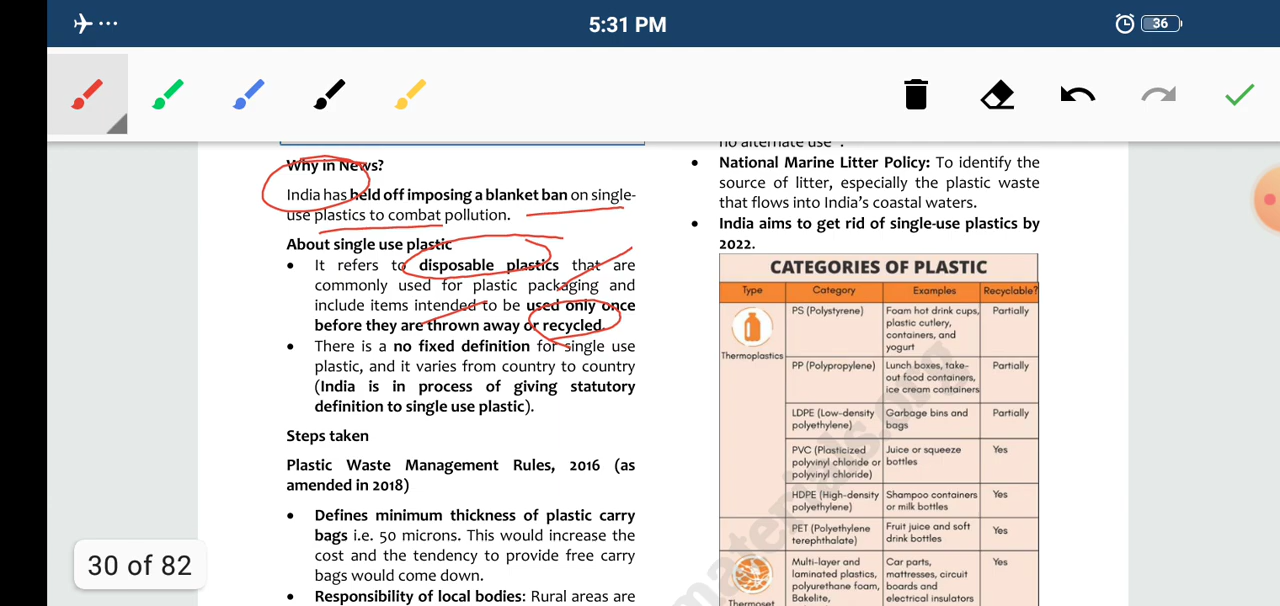 5:31 PM
36
Why in News?
India has held off imposing a blanket ban on single-
use plastics to combat pollution.
About single use plastic
• It refers to disposable plastics that are
commonly used for plastic packaging and
include items intended to be used only once
before they are thrown away or recycled.
• There is a no fixed definition for single use
plastic, and it varies from country to country
(India is in process of giving statutory
definition to single use plastic).
Steps taken
Plastic Waste Management Rules, 2016 (as
amended in 2018)
• Defines minimum thickness of plastic carry
bags i.e. 50 microns. This would increase the
cost and the tendency to provide free carry
bags would come down.
• Responsibility of local bodies: Rural areas are
no alternate use".
• National Marine Litter Policy: To identify the
source of litter, especially the plastic waste
that flows into India's coastal waters.
• India aims to get rid of single-use plastics by
2022.
CATEGORIES OF PLASTIC
Type Category Examples Recyclable?
Thermoplastics
PS (Polystyrene)
Foam hot drink cups,
plastic cutlery,
containers, and
yogurt
Partially
PP (Polypropylene)
Lunch boxes, take-
out food containers,
ice cream containers
Partially
LDPE (Low-density
polyethylene)
Garbage bins and
bags
Partially
PVC (Plasticized
polyvinyl chloride or
polyvinyl chloride)
Juice or squeeze
bottles
Yes
HDPE (High-density
polyethylene)
Shampoo containers
or milk bottles
Yes
PET (Polyethylene
terephthalate)
Fruit juice and soft
drink bottles
Yes
Thermoset
Multi-layer and
laminated plastics,
polyurethane foam,
Bakelite,
Car parts,
mattresses, circuit
boards and
electrical insulators
Yes
30 of 82